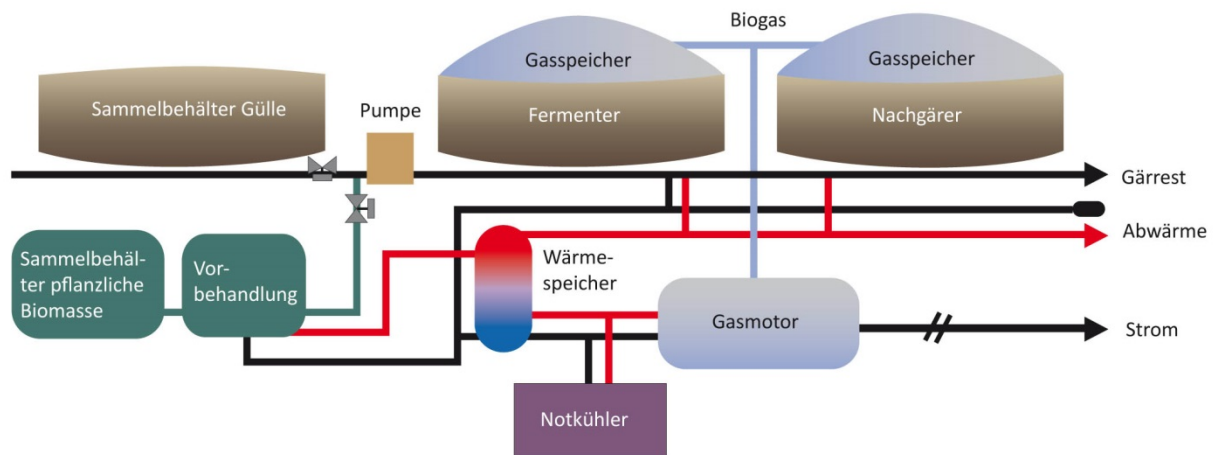 Biogas
Gasspeicher
Gasspeicher
Sammelbehälter Gülle
Pumpe
Fermenter
Nachgärer
Gärrest
Abwärme
Sammelbehäl-
ter pflanzliche
Biomasse
Vor-
behandlung
Wärme-
speicher
Gasmotor
Strom
Notkühler